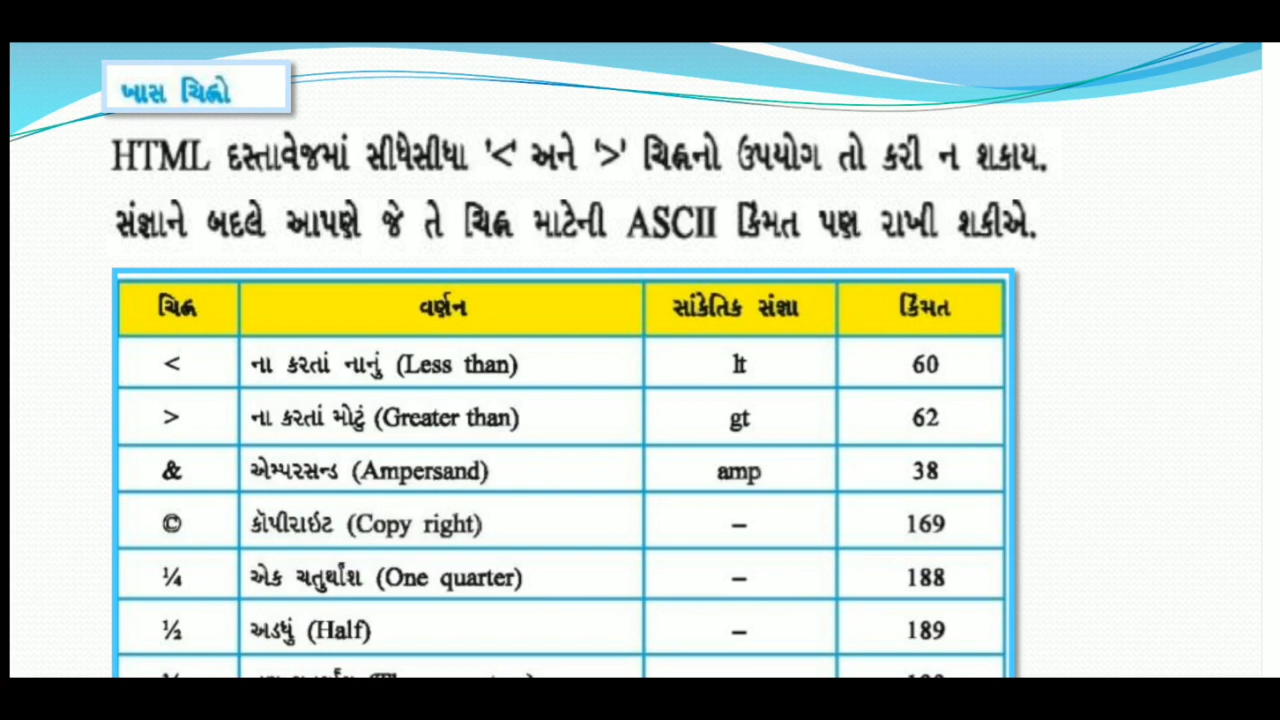 ખાસ ચિહ્નો
HTML દસ્તાવેજમાં સીધેસીધા '<' અને '>' ચિહ્નનો ઉપયોગ તો કરી ન શકાય.
સંજ્ઞાને બદલે આપણે જે તે ચિહ્ન માટેની ASCII કિંમત પણ રાખી શકીએ.
ચિહ્ન વર્ણન સાંકેતિક સંજ્ઞા કિંમત
< ના કરતાં નાનું (Less than) lt 60
> ના કરતાં મોટું (Greater than) gt 62
& એમ્પરસન્ડ (Ampersand) amp 38
© કૉપીરાઇટ (Copy right) – 169
¼ એક ચતુર્થાંશ (One quarter) – 188
½ અડધું (Half) – 189